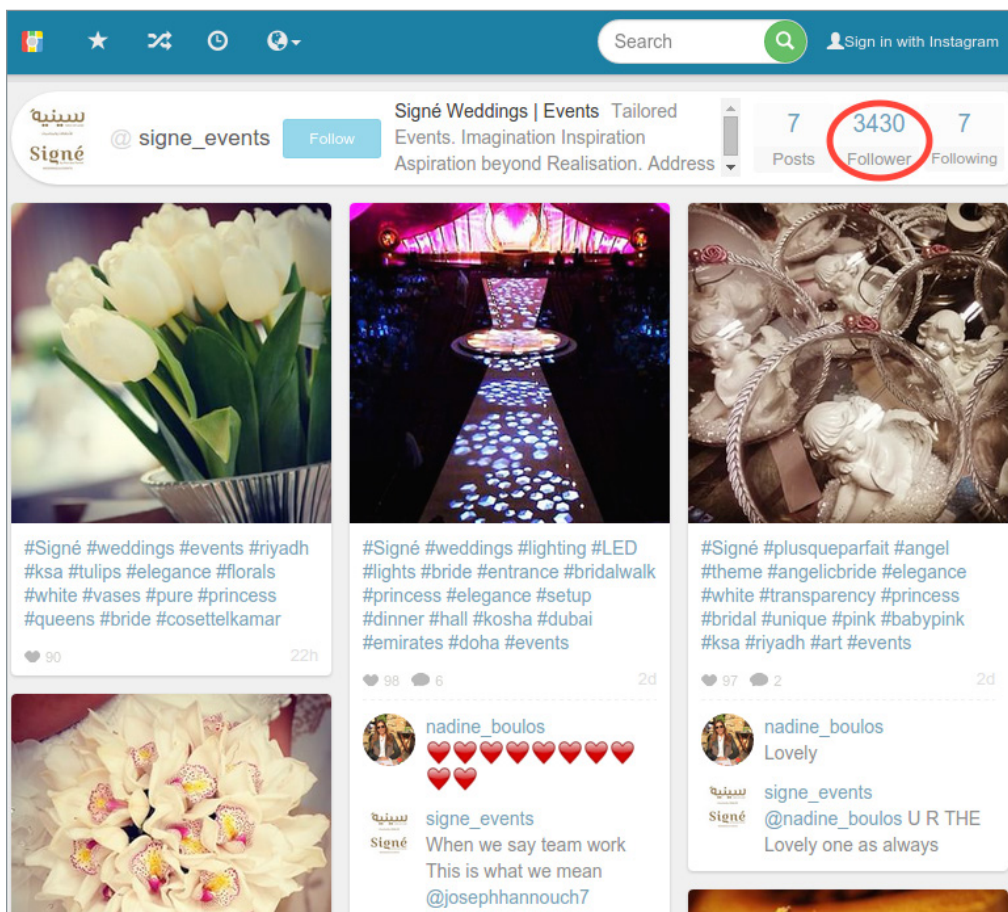 Search
Sign in with Instagram
سينية
Signé
@ signe_events
Follow
Signé Weddings | Events Tailored
Events. Imagination Inspiration
Aspiration beyond Realisation. Address
7
Posts
3430
Follower
7
Following
#Signé #weddings #events #riyadh
#ksa #tulips #elegance #florals
#white #vases #pure #princess
#queens #bride #cosettelkamar
90
22h
#Signé #weddings #lighting #LED
#lights #bride #entrance #bridalwalk
#princess #elegance #setup
#dinner #hall #kosha #dubai
#emirates #doha #events
98
6
2d
nadine_boulos
signe_events
When we say team work
This is what we mean
@josephhannouch7
سينية
Signé
#Signé #plusqueparfait #angel
#theme #angelicbride #elegance
#white #transparency #princess
#bridal #unique #pink #babypink
#ksa #riyadh #art #events
97
2
2d
nadine_boulos
Lovely
signe_events
@nadine_boulos U R THE
Lovely one as always
سينية
Signé